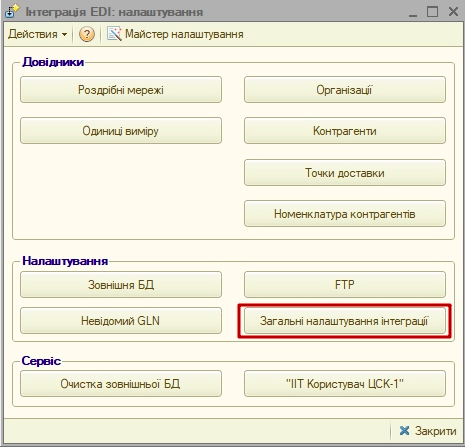 Інтеграція EDI: налаштування
Действия Майстер налаштування
Довідники
Роздрібні мережі Організації
Одиниці виміру Контрагенти
Точки доставки
Номенклатура контрагентів
Налаштування
Зовнішня БД FTP
Невідомий GLN Загальні налаштування інтеграції
Сервіс
Очистка зовнішньої БД "ІІТ Користувач ЦСК-1"
Закрити